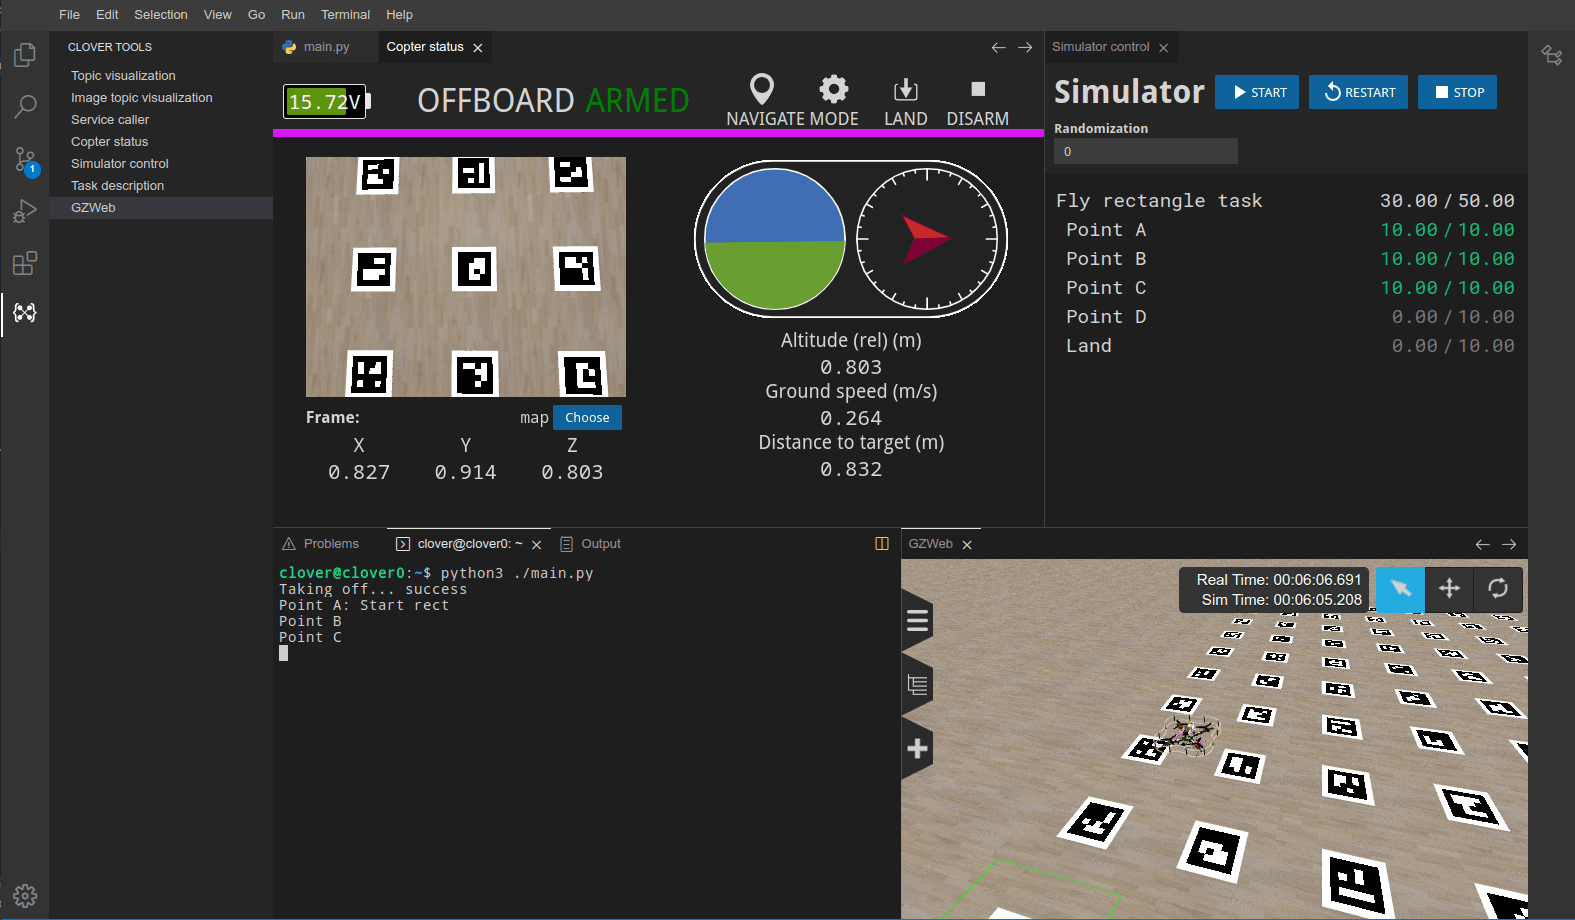 File Edit Selection View Go Run Terminal Help
CLOVER TOOLS
Topic visualization
Image topic visualization
Service caller
Copter status
Simulator control
Task description
GZWeb
1
main.py
Copter status
15.72V
OFFBOARD ARMED
NAVIGATE MODE LAND DISARM
Frame: map Choose
X Y Z
0.827 0.914 0.803
Altitude (rel) (m)
0.803
Ground speed (m/s)
0.264
Distance to target (m)
0.832
Simulator control
Simulator START RESTART STOP
Randomization
0
Fly rectangle task 30.00 / 50.00
Point A 10.00 / 10.00
Point B 10.00 / 10.00
Point C 10.00 / 10.00
Point D 0.00 / 10.00
Land 0.00 / 10.00
Problems clover@clover0: ~ Output
clover@clover0:~$ python3 ./main.py
Taking off... success
Point A: Start rect
Point B
Point C
GZWeb
Real Time: 00:06:06.691
Sim Time: 00:06:05.208